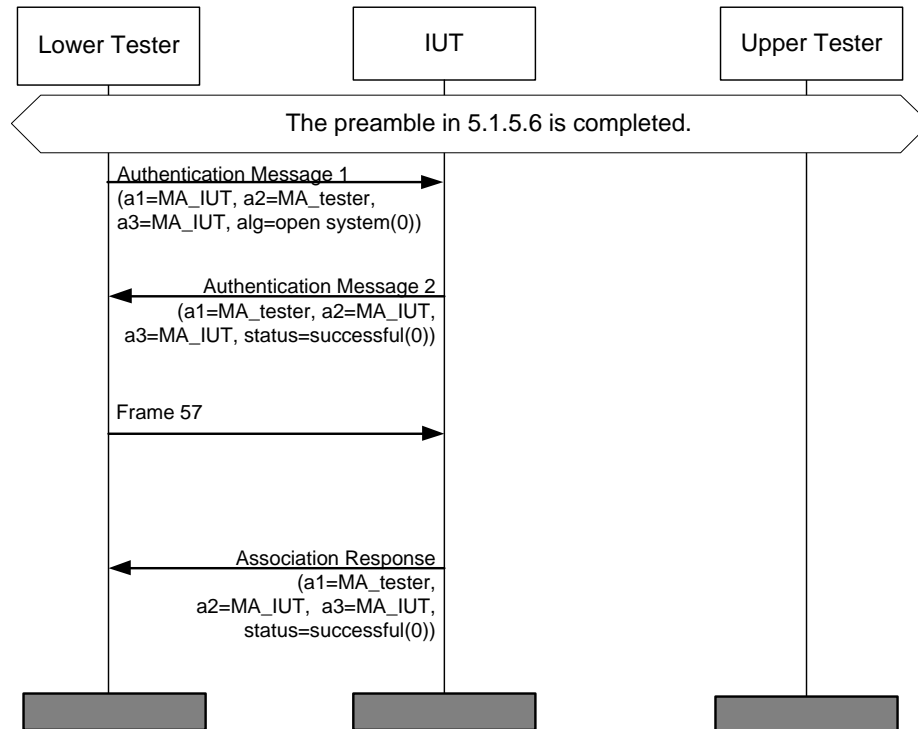 Lower Tester
IUT
Upper Tester
The preamble in 5.1.5.6 is completed.
Authentication Message 1
(a1=MA_IUT, a2=MA_tester,
a3=MA_IUT, alg=open system(0))
Authentication Message 2
(a1=MA_tester, a2=MA_IUT,
a3=MA_IUT, status=successful(0))
Frame 57
Association Response
(a1=MA_tester,
a2=MA_IUT, a3=MA_IUT,
status=successful(0))